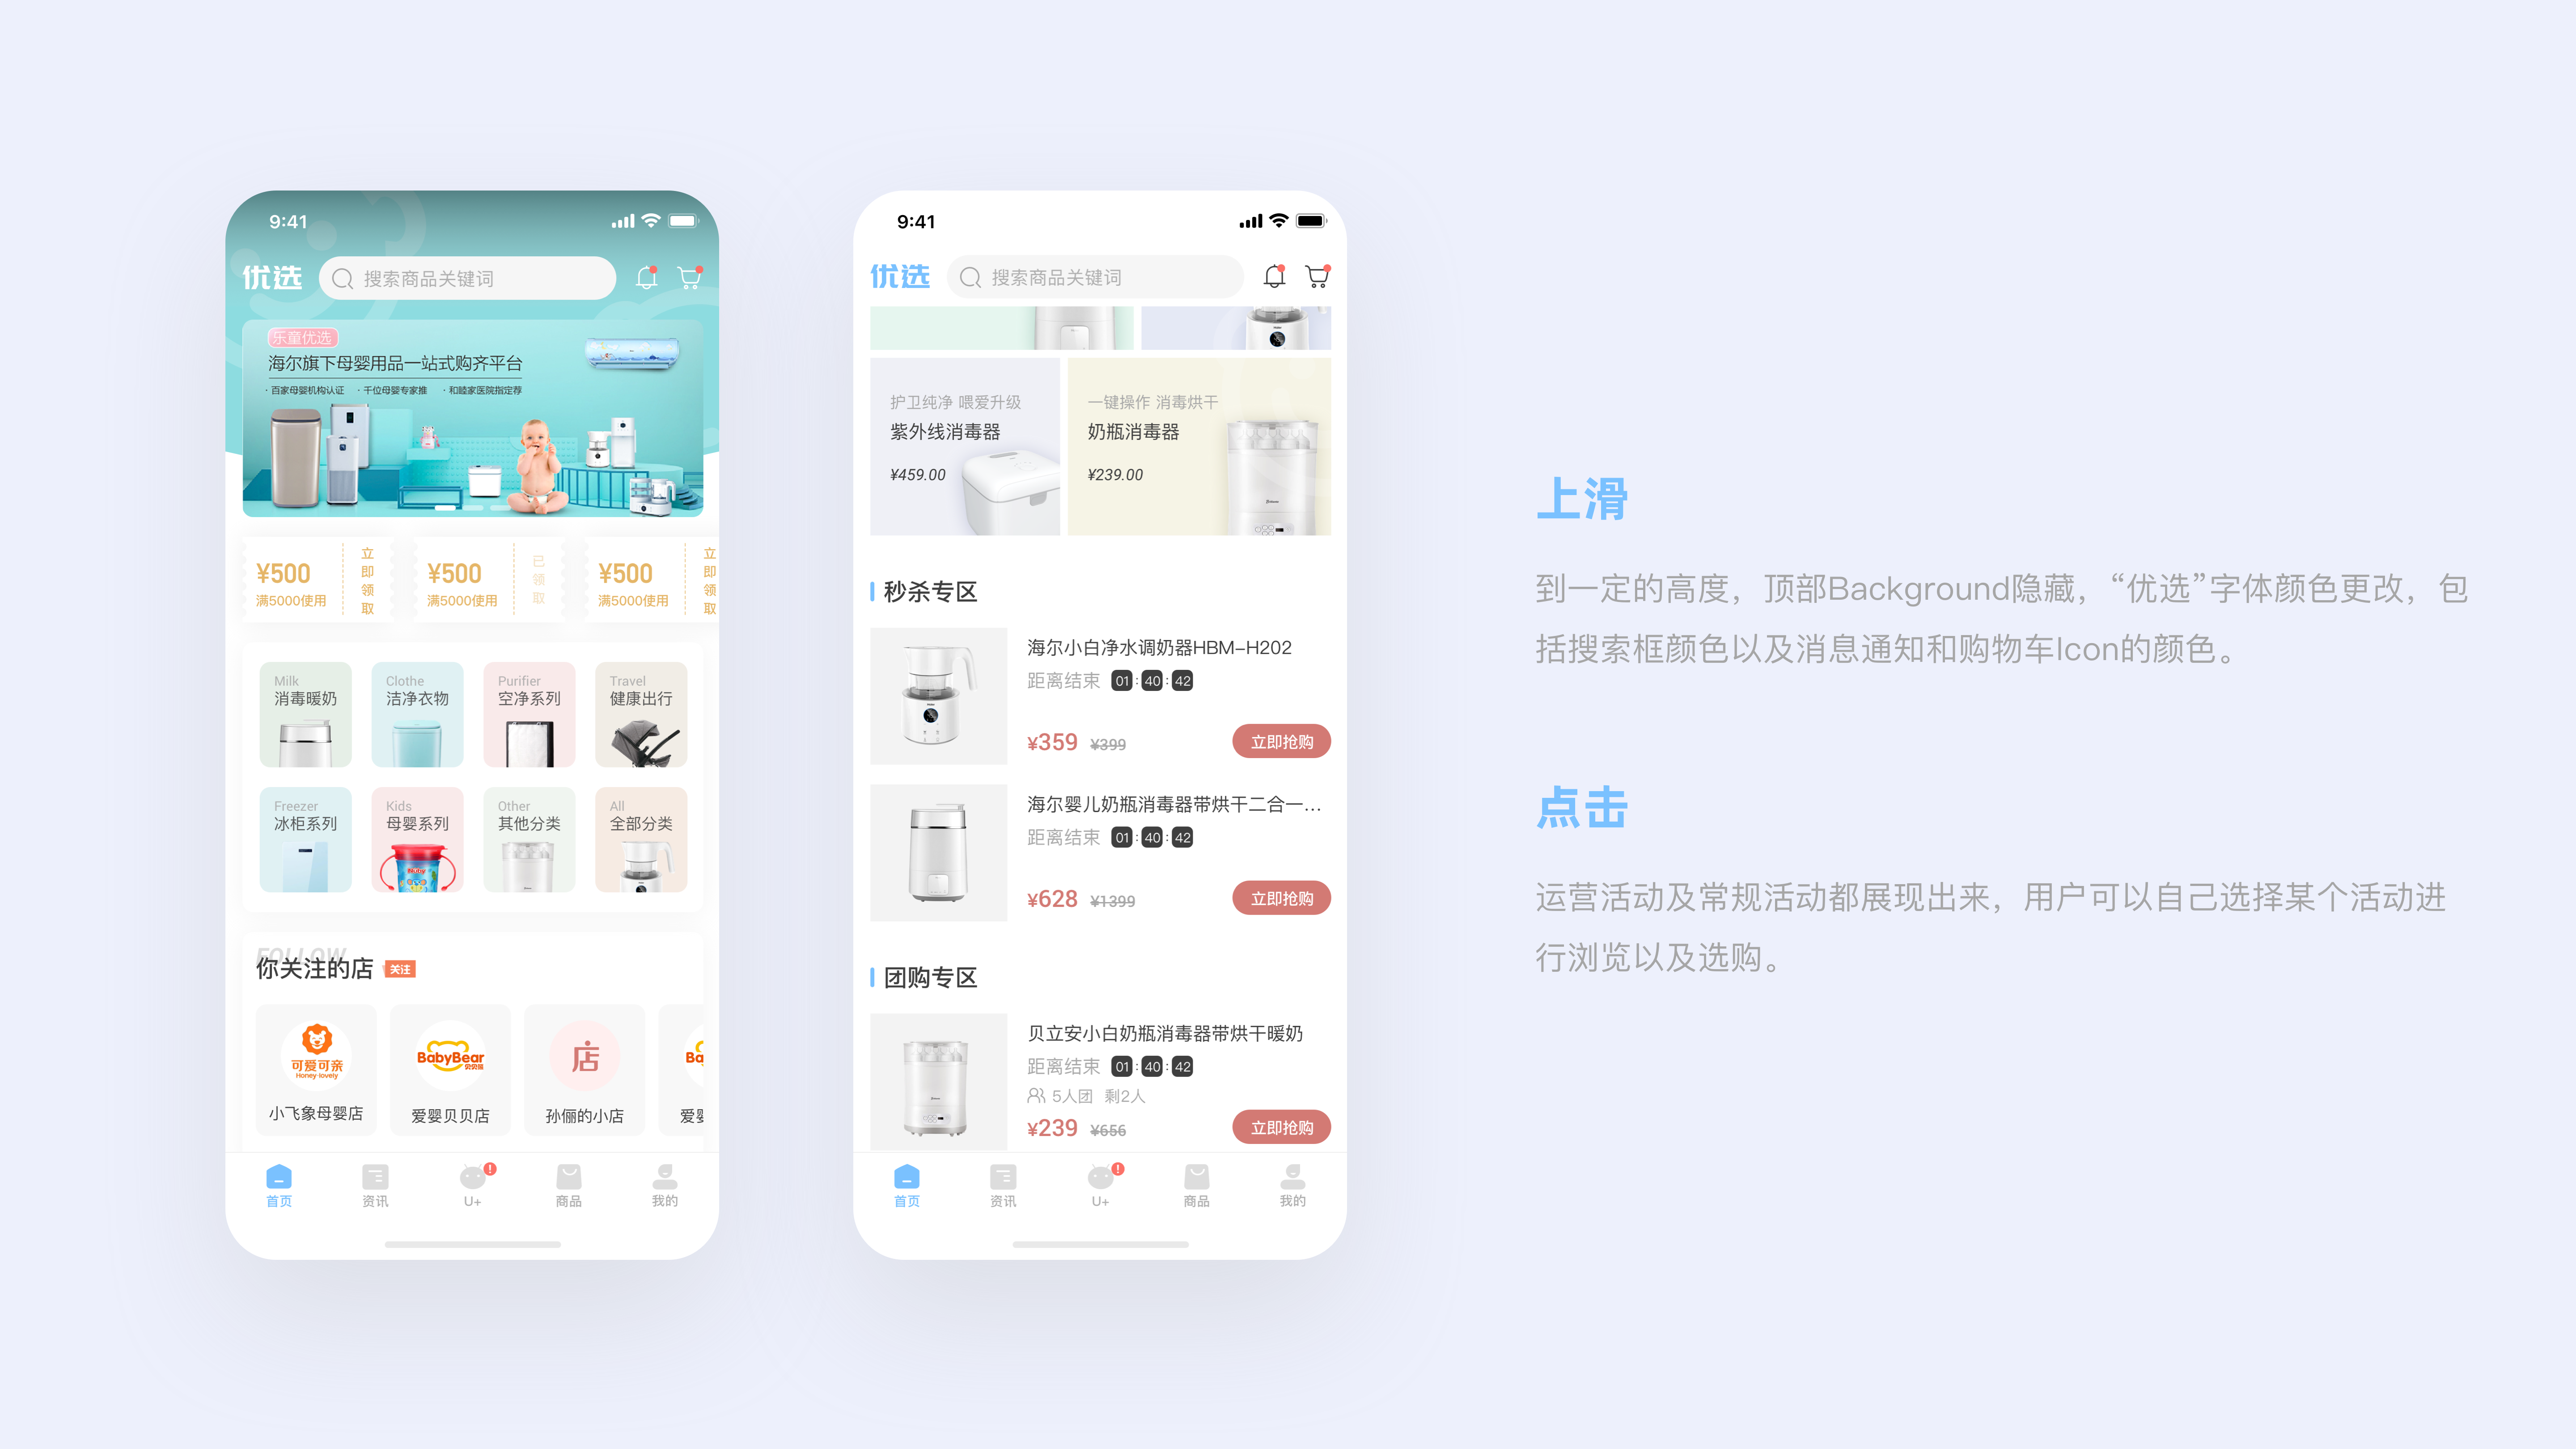 9:41
优选
搜索商品关键词
乐童优选
海尔旗下母婴用品一站式购齐平台
·百家母婴机构认证 ·千位母婴专家推 ·和睦家医院指定荐
¥500
满5000使用
立即领取
¥500
满5000使用
已领取
¥500
满5000使用
立即领取
Milk
消毒暖奶
Clothe
洁净衣物
Purifier
空净系列
Travel
健康出行
Freezer
冰柜系列
Kids
母婴系列
Nuby
Other
其他分类
All
全部分类
FOLLOW
你关注的店
关注
可爱可亲
Honey·lovely
小飞象母婴店
BabyBear
贝贝熊
爱婴贝贝店
店
孙俪的小店
Ba
爱婴
首页
资讯
U+
商品
我的
9:41
优选
搜索商品关键词
护卫纯净 喂爱升级
紫外线消毒器
¥459.00
一键操作 消毒烘干
奶瓶消毒器
¥239.00
秒杀专区
海尔小白净水调奶器HBM-H202
距离结束 01:40:42
¥359 ¥399
立即抢购
海尔婴儿奶瓶消毒器带烘干二合一...
距离结束 01:40:42
¥628 ¥1399
立即抢购
团购专区
贝立安小白奶瓶消毒器带烘干暖奶
距离结束 01:40:42
5人团 剩2人
¥239 ¥656
立即抢购
首页
资讯
U+
商品
我的
上滑
到一定的高度，顶部Background隐藏，“优选”字体颜色更改，包
括搜索框颜色以及消息通知和购物车Icon的颜色。
点击
运营活动及常规活动都展现出来，用户可以自己选择某个活动进
行浏览以及选购。